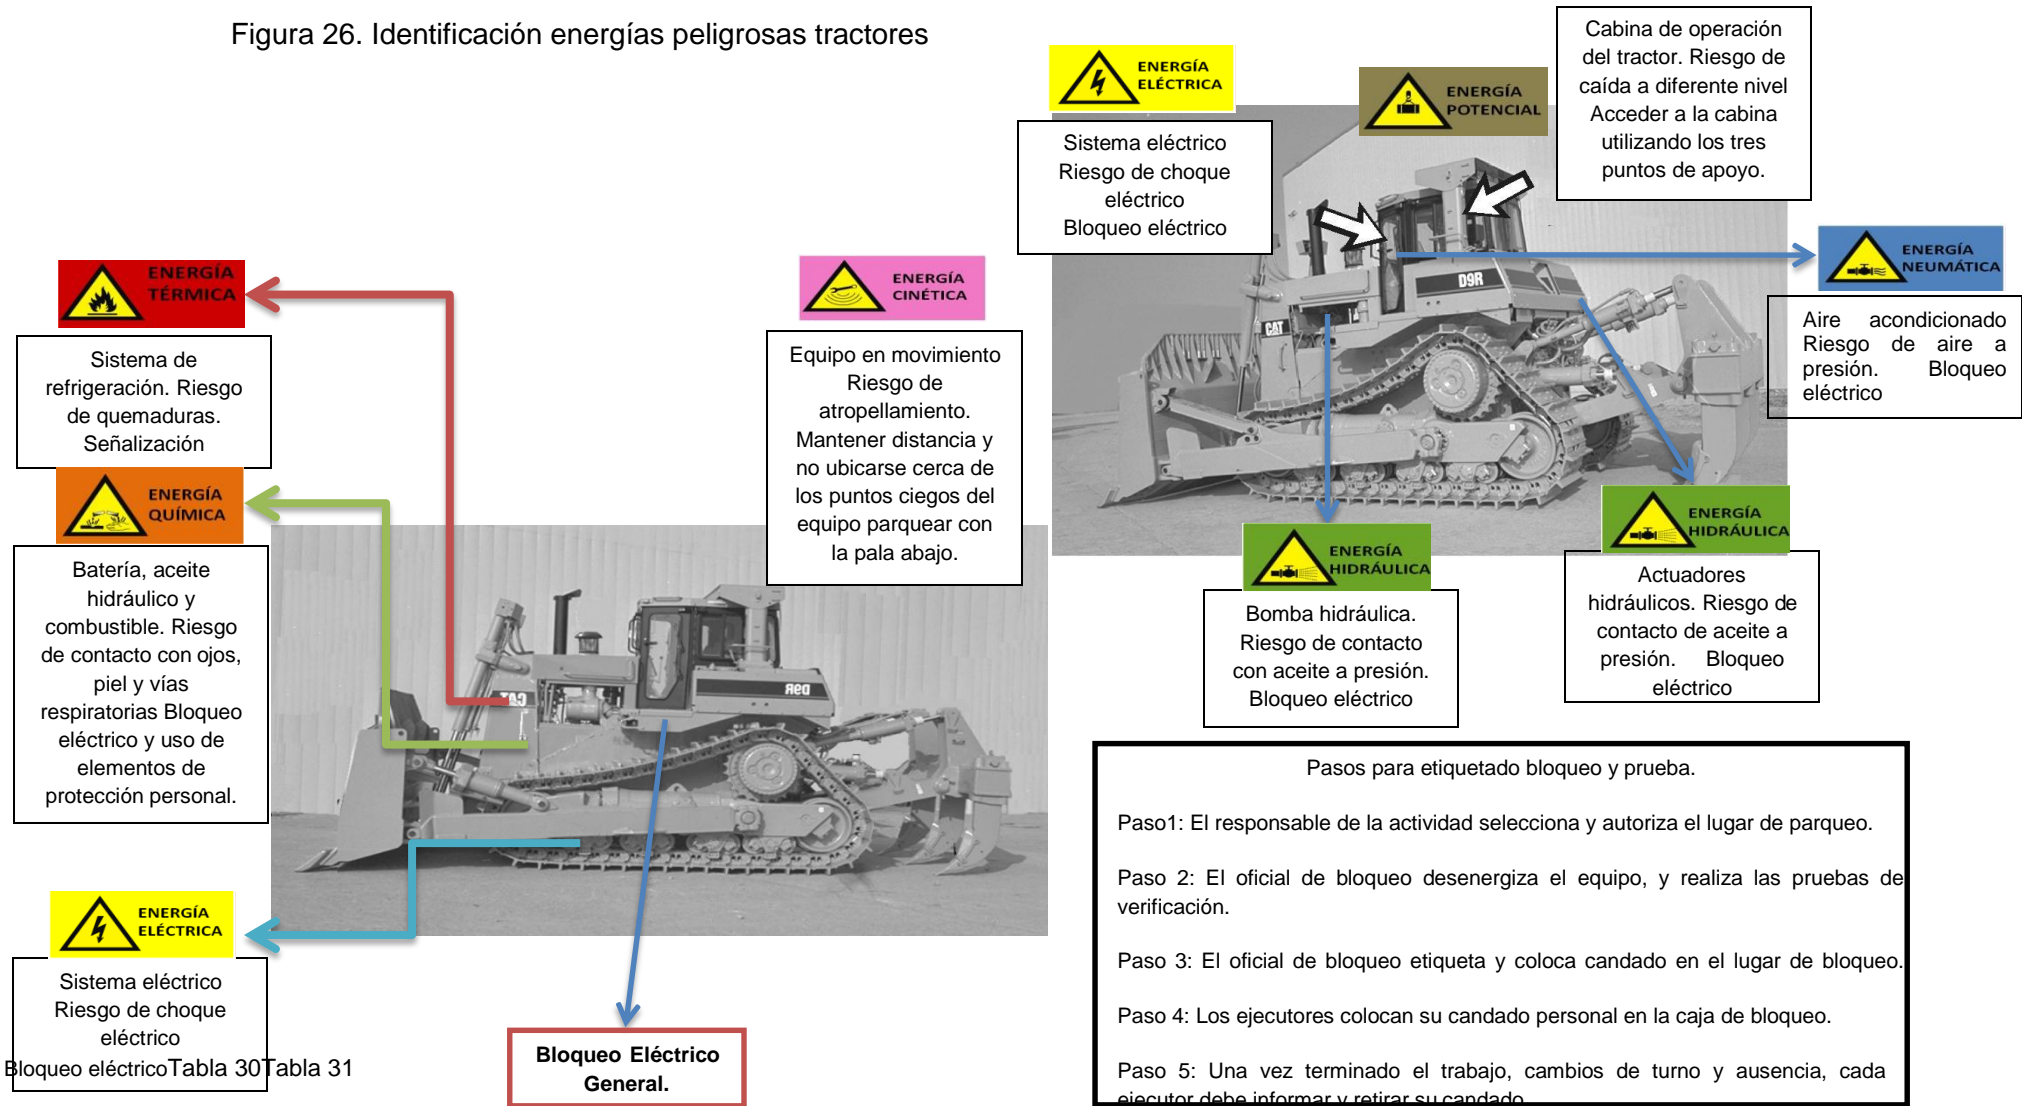 Figura 26. Identificación energías peligrosas tractores
ENERGÍA
ELÉCTRICA
Sistema eléctrico
Riesgo de choque
eléctrico
Bloqueo eléctrico
ENERGÍA
POTENCIAL
Cabina de operación
del tractor. Riesgo de
caída a diferente nivel
Acceder a la cabina
utilizando los tres
puntos de apoyo.
ENERGÍA
NEUMÁTICA
Aire acondicionado
Riesgo de aire a
presión. Bloqueo
eléctrico
ENERGÍA
TÉRMICA
Sistema de
refrigeración. Riesgo
de quemaduras.
Señalización
ENERGÍA
CINÉTICA
Equipo en movimiento
Riesgo de
atropellamiento.
Mantener distancia y
no ubicarse cerca de
los puntos ciegos del
equipo parquear con
la pala abajo.
D9R
CAT
ENERGÍA
QUÍMICA
Batería, aceite
hidráulico y
combustible. Riesgo
de contacto con ojos,
piel y vías
respiratorias Bloqueo
eléctrico y uso de
elementos de
protección personal.
CAT
D9R
ENERGÍA
HIDRÁULICA
Bomba hidráulica.
Riesgo de contacto
con aceite a presión.
Bloqueo eléctrico
ENERGÍA
HIDRÁULICA
Actuadores
hidráulicos. Riesgo de
contacto de aceite a
presión. Bloqueo
eléctrico
ENERGÍA
ELÉCTRICA
Sistema eléctrico
Riesgo de choque
eléctrico
Bloqueo eléctricoTabla 30Tabla 31
Bloqueo Eléctrico
General.
Pasos para etiquetado bloqueo y prueba.
Paso1: El responsable de la actividad selecciona y autoriza el lugar de parqueo.
Paso 2: El oficial de bloqueo desenergiza el equipo, y realiza las pruebas de
verificación.
Paso 3: El oficial de bloqueo etiqueta y coloca candado en el lugar de bloqueo.
Paso 4: Los ejecutores colocan su candado personal en la caja de bloqueo.
Paso 5: Una vez terminado el trabajo, cambios de turno y ausencia, cada
ejecutor debe informar y retirar su candado